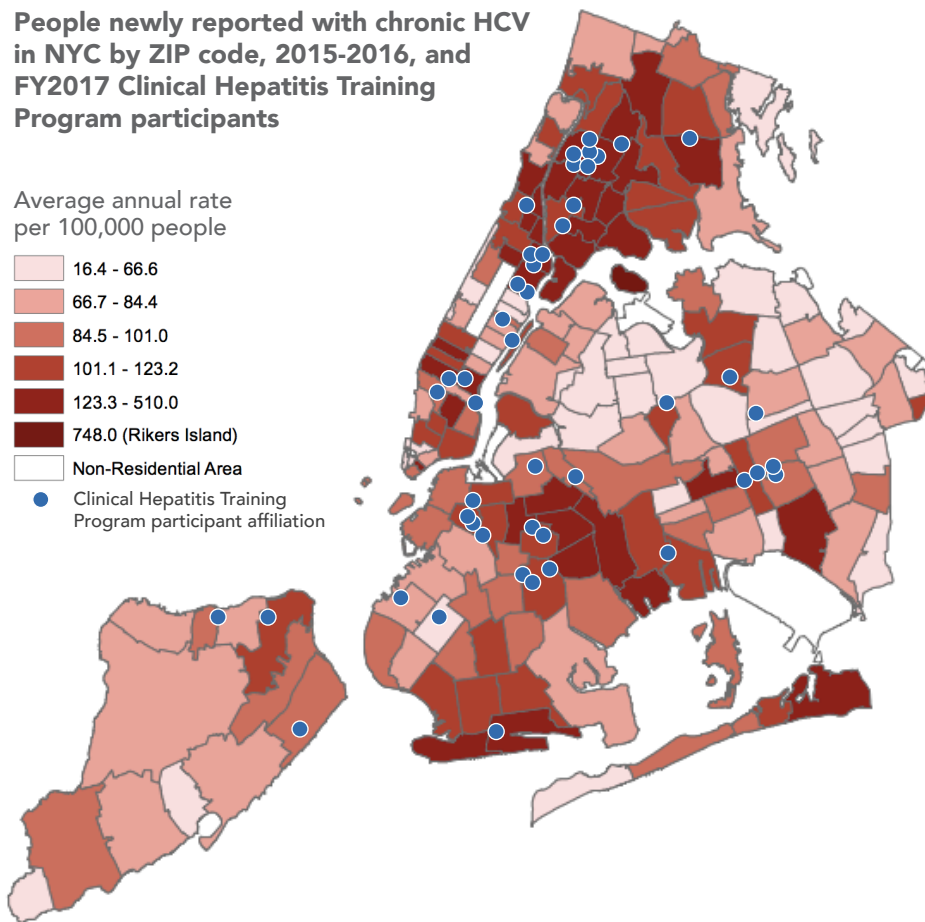 People newly reported with chronic HCV
in NYC by ZIP code, 2015-2016, and
FY2017 Clinical Hepatitis Training
Program participants
Average annual rate
per 100,000 people
16.4 - 66.6
66.7 - 84.4
84.5 - 101.0
101.1 - 123.2
123.3 - 510.0
748.0 (Rikers Island)
Non-Residential Area
Clinical Hepatitis Training
Program participant affiliation